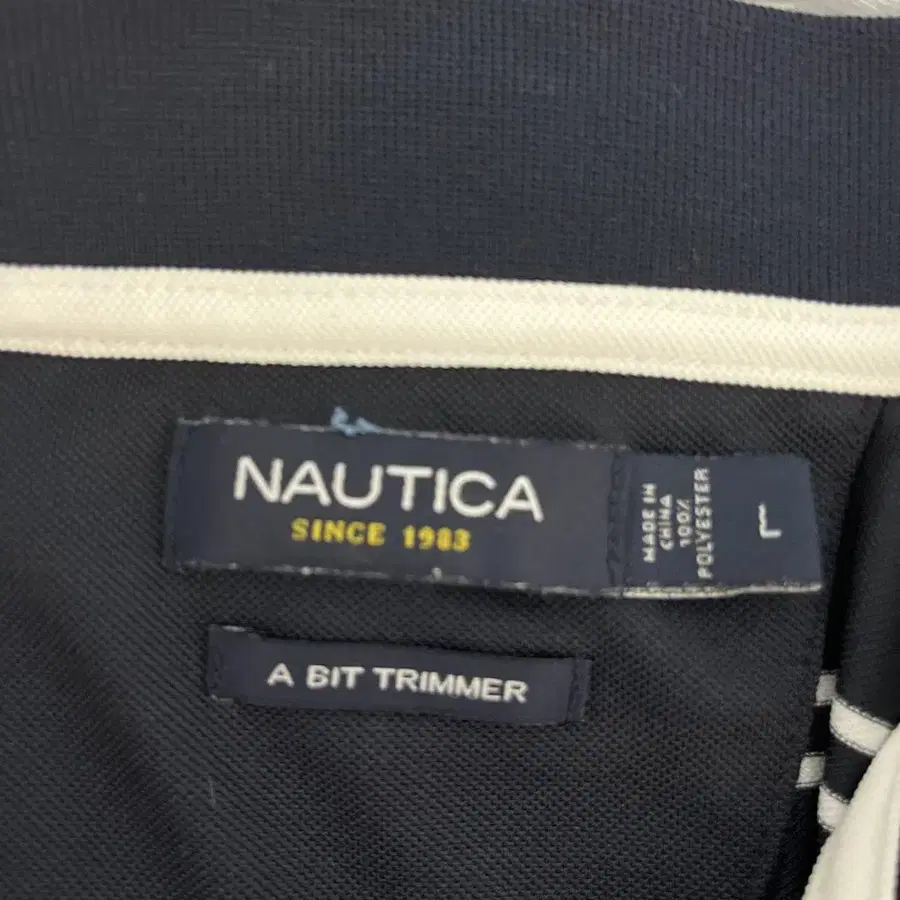 NAUTICA
SINCE 1983
MADE IN
CHINA
100%
POLYESTER
L
A BIT TRIMMER